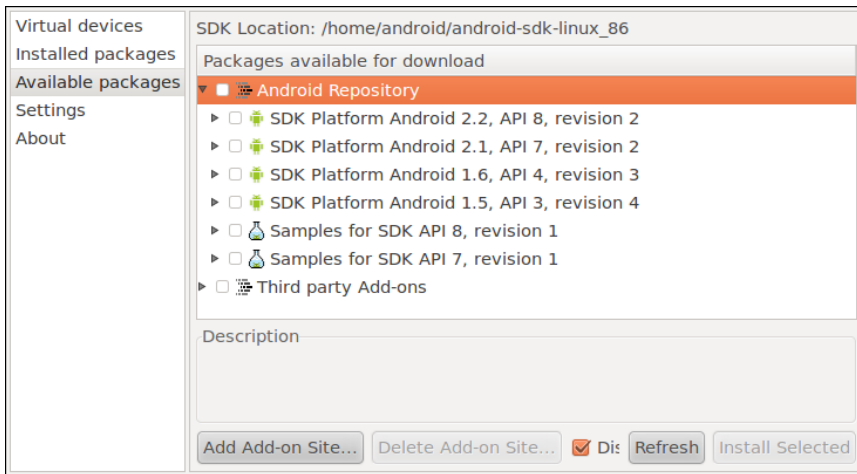 Virtual devices
Installed packages
Available packages
Settings
About
SDK Location: /home/android/android-sdk-linux_86
Packages available for download
Android Repository
SDK Platform Android 2.2, API 8, revision 2
SDK Platform Android 2.1, API 7, revision 2
SDK Platform Android 1.6, API 4, revision 3
SDK Platform Android 1.5, API 3, revision 4
Samples for SDK API 8, revision 1
Samples for SDK API 7, revision 1
Third party Add-ons
Description
Add Add-on Site... Delete Add-on Site... Dis Refresh Install Selected